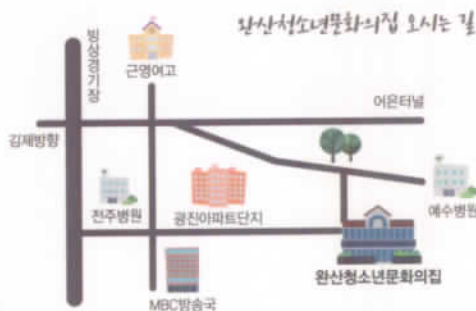 완산청소년문화의집 오시는 길
빙상경기장
근영여고
어은터널
김제방향
전주병원
광진아파트단지
예수병원
완산청소년문화의집
MBC방송국